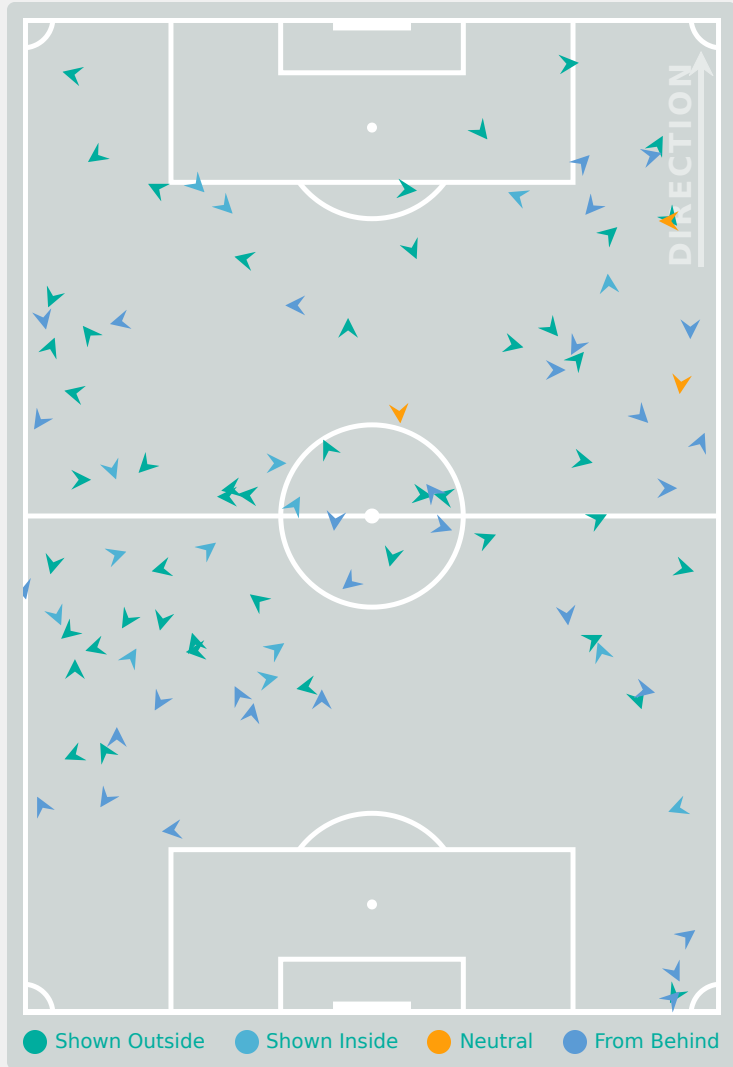 DIRECTION
Shown Outside
Shown Inside
Neutral
From Behind